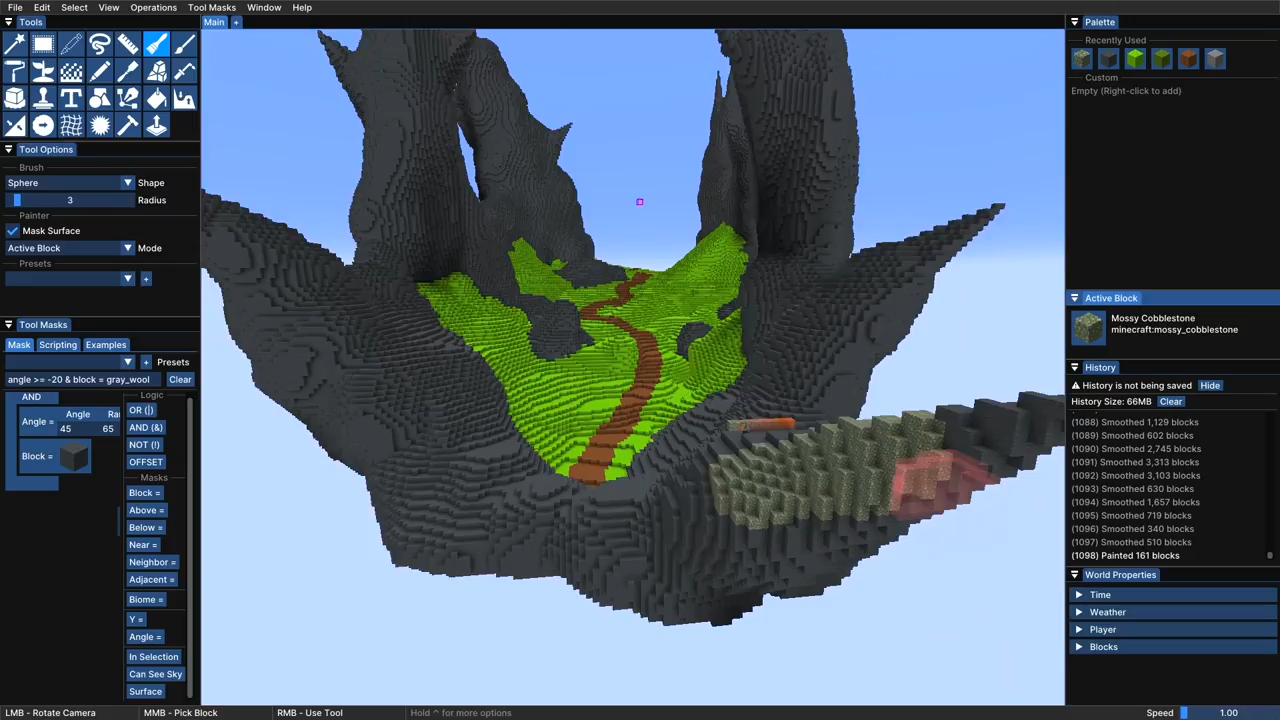 File Edit Select View Operations Tool Masks Window Help
Tools
Main +
Tool Options
Brush
Sphere Shape
3 Radius
Painter
Mask Surface
Active Block Mode
Presets
+
Tool Masks
Mask Scripting Examples
+ Presets
angle >= -20 & block = gray_wool Clear
AND
Angle Ra
Angle = 45 65
Block =
Logic
OR (|)
AND (&)
NOT (!)
OFFSET
Masks
Block =
Above =
Below =
Near =
Neighbor =
Adjacent =
Biome =
Y =
Angle =
In Selection
Can See Sky
Surface
Palette
Recently Used
Custom
Empty (Right-click to add)
Active Block
Mossy Cobblestone
minecraft:mossy_cobblestone
History
History is not being saved Hide
History Size: 66MB Clear
(1088) Smoothed 1,129 blocks
(1089) Smoothed 602 blocks
(1090) Smoothed 2,745 blocks
(1091) Smoothed 3,313 blocks
(1092) Smoothed 3,103 blocks
(1093) Smoothed 630 blocks
(1094) Smoothed 1,657 blocks
(1095) Smoothed 719 blocks
(1096) Smoothed 340 blocks
(1097) Smoothed 510 blocks
(1098) Painted 161 blocks
World Properties
Time
Weather
Player
Blocks
LMB - Rotate Camera MMB - Pick Block RMB - Use Tool Hold ^ for more options Speed 1.00